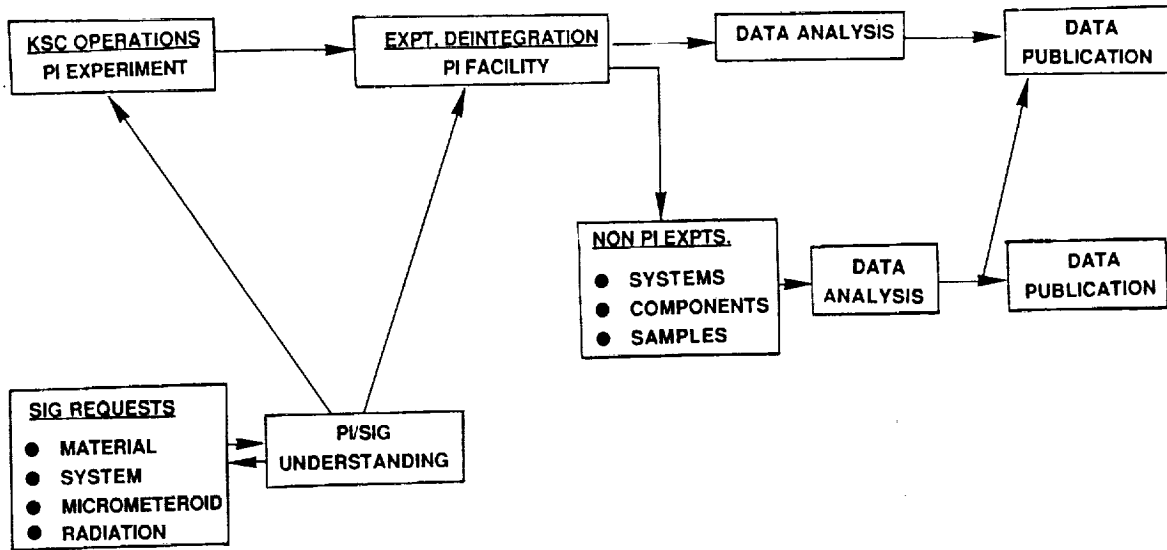 KSC OPERATIONS
PI EXPERIMENT
EXPT. DEINTEGRATION
PI FACILITY
DATA ANALYSIS
DATA
PUBLICATION
NON PI EXPTS.
● SYSTEMS
● COMPONENTS
● SAMPLES
DATA
ANALYSIS
DATA
PUBLICATION
SIG REQUESTS
● MATERIAL
● SYSTEM
● MICROMETEROID
● RADIATION
PI/SIG
UNDERSTANDING